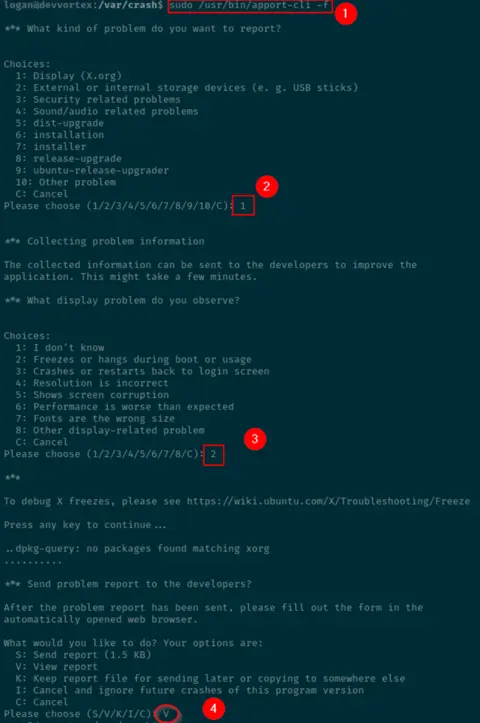 logan@devvortex:/var/crash$ sudo /usr/bin/apport-cli -f
1
*** What kind of problem do you want to report?
Choices:
1: Display (X.org)
2: External or internal storage devices (e. g. USB sticks)
3: Security related problems
4: Sound/audio related problems
5: dist-upgrade
6: installation
7: installer
8: release-upgrade
9: ubuntu-release-upgrader
10: Other problem
C: Cancel
2
Please choose (1/2/3/4/5/6/7/8/9/10/C): 1
*** Collecting problem information
The collected information can be sent to the developers to improve the
application. This might take a few minutes.
*** What display problem do you observe?
Choices:
1: I don't know
2: Freezes or hangs during boot or usage
3: Crashes or restarts back to login screen
4: Resolution is incorrect
5: Shows screen corruption
6: Performance is worse than expected
7: Fonts are the wrong size
8: Other display-related problem
C: Cancel
3
Please choose (1/2/3/4/5/6/7/8/C): 2
***
To debug X freezes, please see https://wiki.ubuntu.com/X/Troubleshooting/Freeze
Press any key to continue...
..dpkg-query: no packages found matching xorg
..........
*** Send problem report to the developers?
After the problem report has been sent, please fill out the form in the
automatically opened web browser.
What would you like to do? Your options are:
S: Send report (1.5 KB)
V: View report
K: Keep report file for sending later or copying to somewhere else
I: Cancel and ignore future crashes of this program version
C: Cancel
Please choose (S/V/K/I/C): V
4